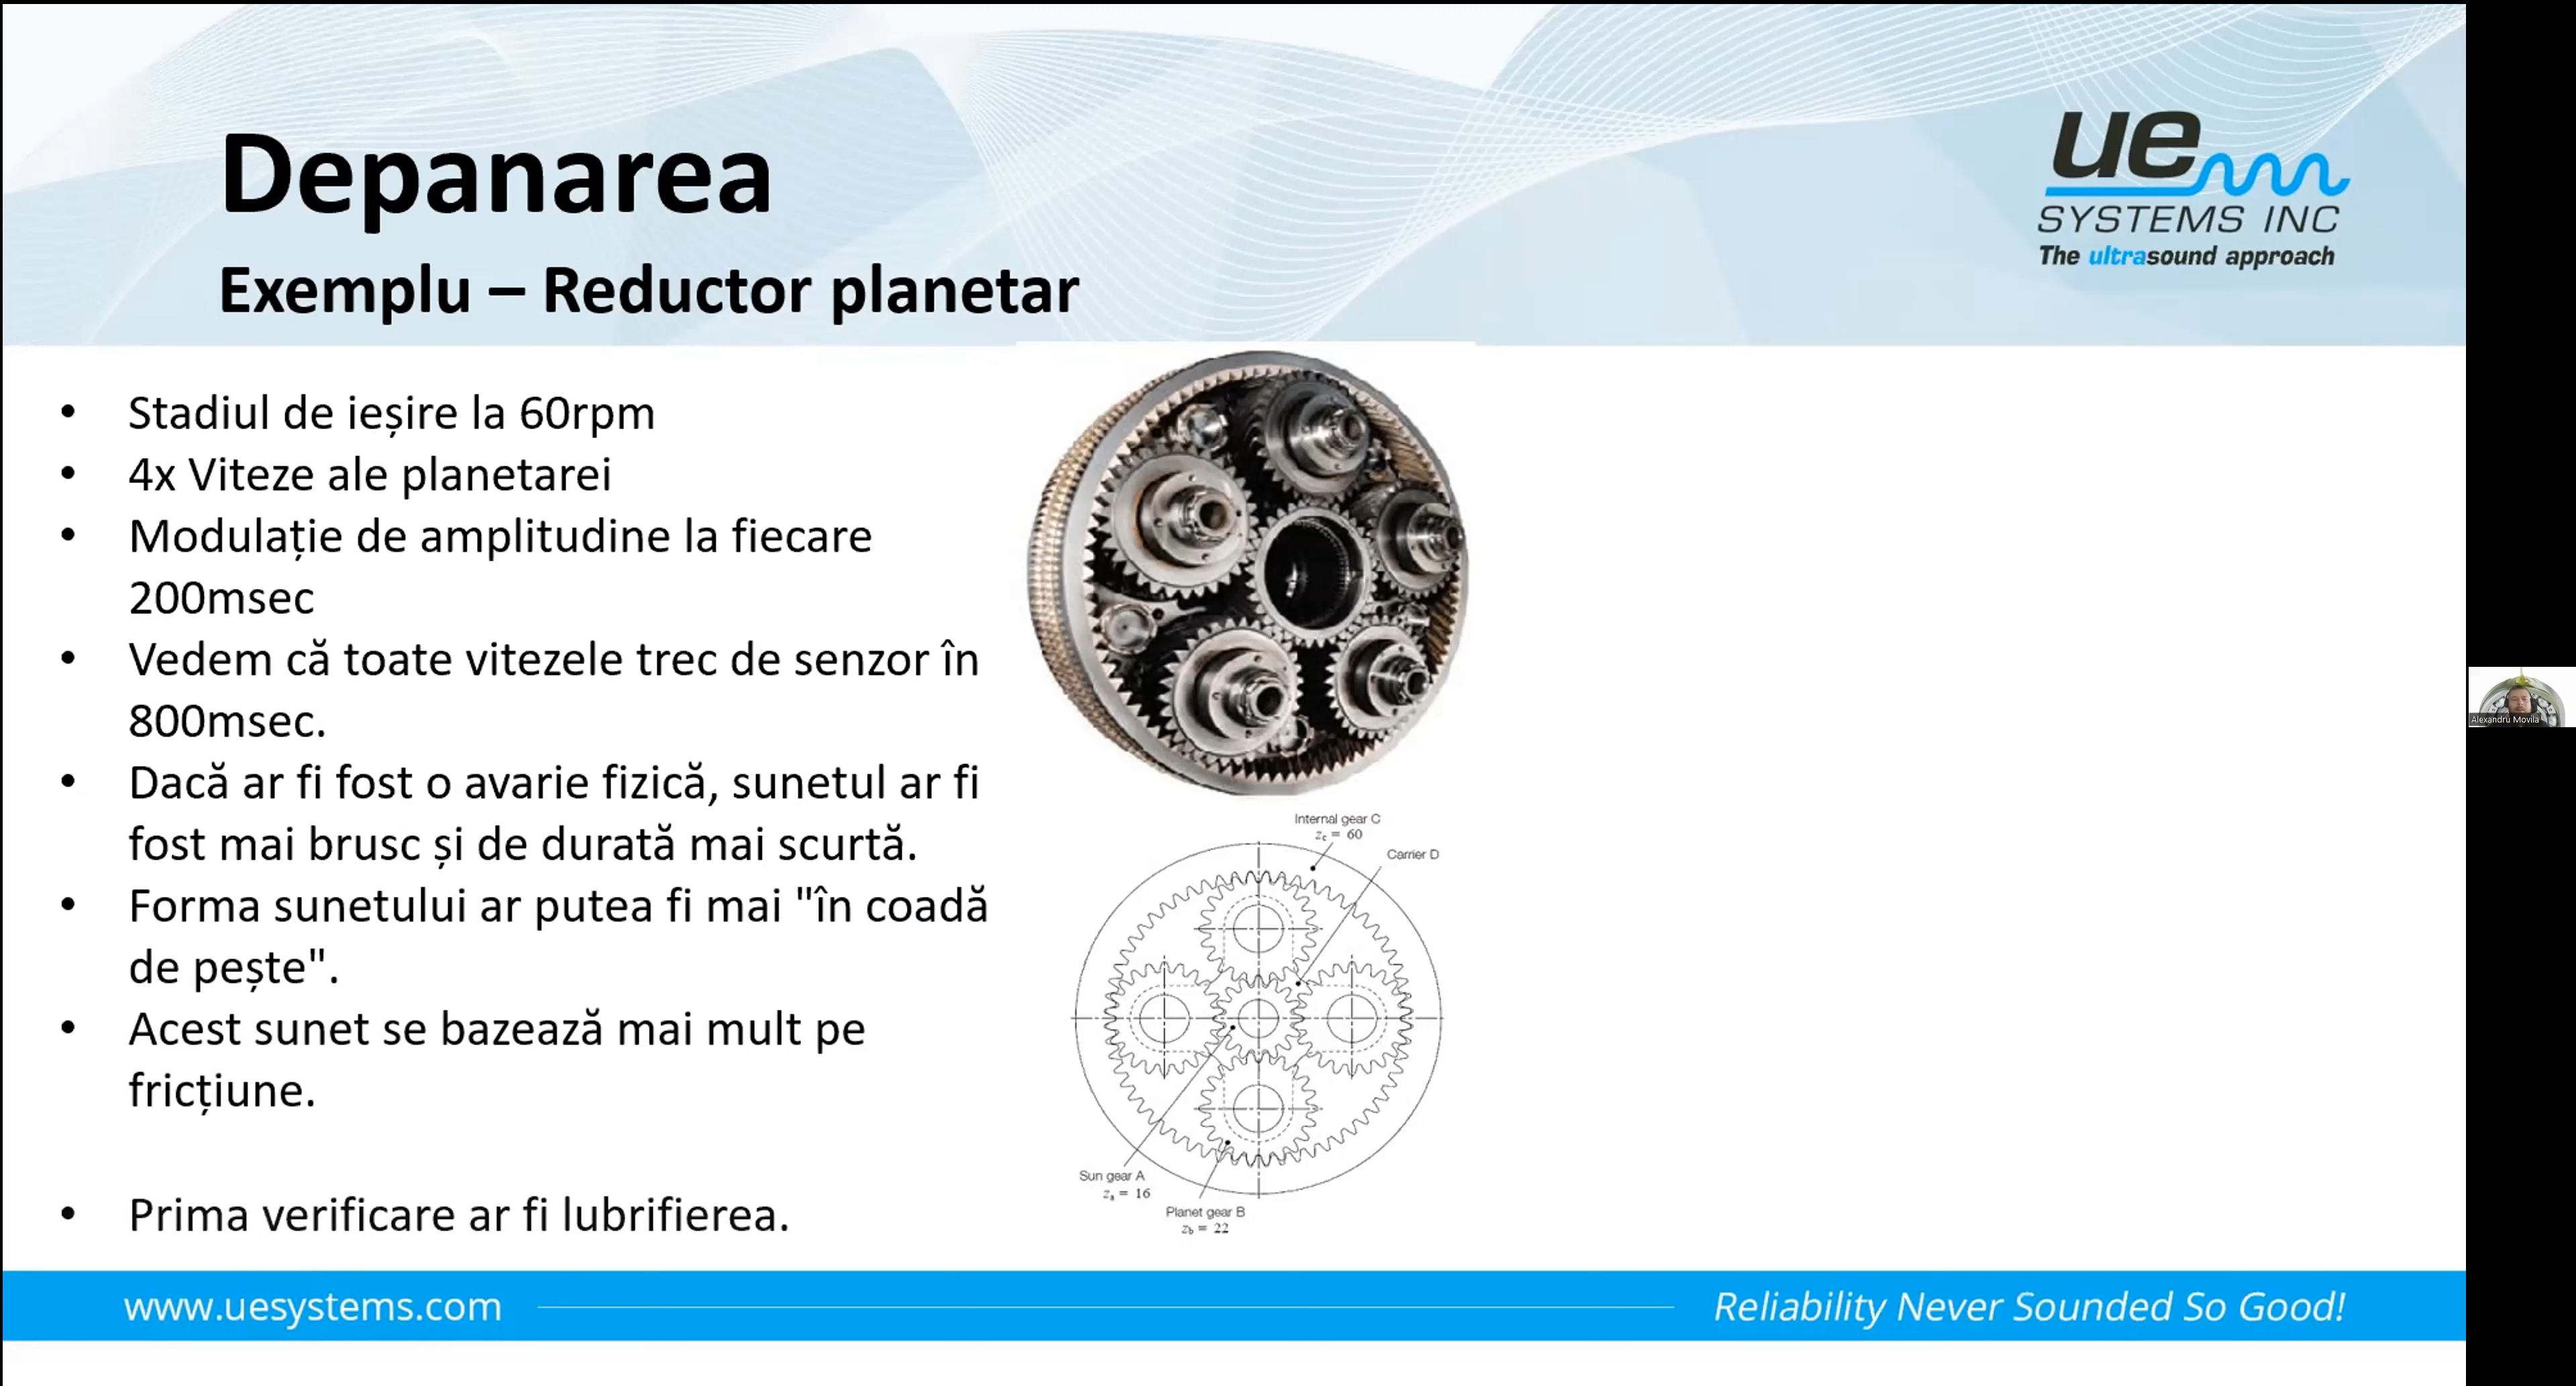 Depanarea
Exemplu – Reductor planetar
ue
SYSTEMS INC
The ultrasound approach
• Stadiul de ieșire la 60rpm
• 4x Viteze ale planetarei
• Modulație de amplitudine la fiecare
200msec
• Vedem că toate vitezele trec de senzor în
800msec.
• Dacă ar fi fost o avarie fizică, sunetul ar fi
fost mai brusc și de durată mai scurtă.
• Forma sunetului ar putea fi mai "în coadă
de pește".
• Acest sunet se bazează mai mult pe
fricțiune.
• Prima verificare ar fi lubrifierea.
Internal gear C
zc = 60
Carrier D
Sun gear A
za = 16
Planet gear B
zb = 22
Alexandru Movila
www.uesystems.com
Reliability Never Sounded So Good!